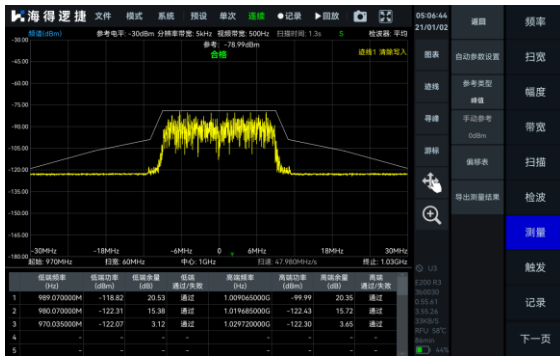 海得逻捷 文件 模式 系统 预设 单次 连续 ●记录 ▶回放 05:06:44 21/01/02
频谱(dBm) 参考电平: -30dBm 分辨率带宽: 5kHz 视频带宽: 500Hz 扫描时间: 1.3s S 检波器: 平均
参考: -78.99dBm
合格
迹线1 清除写入
-30.00
-45.00
-60.00
-75.00
-90.00
-105.00
-120.00
-135.00
-150.00
-165.00
-180.00
-30MHz -18MHz -6MHz 0 6MHz 18MHz 30MHz
起始: 970MHz 扫宽: 60MHz 中心: 1GHz 扫速: 47.980MHz/s 终止: 1.03GHz
低端频率 (Hz) 低端功率 (dBm) 低端余量 (dB) 低端 通过/失败 高端频率 (Hz) 高端功率 (dBm) 高端余量 (dB) 高端 通过/失败
1 989.070000M -118.82 20.53 通过 1.009065000G -99.99 20.35 通过
2 980.070000M -122.31 15.38 通过 1.019685000G -122.43 15.72 通过
3 970.035000M -122.07 3.12 通过 1.029720000G -122.30 3.65 通过
4 - - - - - - - -
5 - - - - - - - -
图表
迹线
寻峰
游标
U3
E200 R3
0.55.61
3.55.26
33KB/S
RFU 58℃
44%
返回
自动参数设置
参考类型
峰值
手动参考
0dBm
偏移表
导出测量结果
频率
扫宽
幅度
带宽
扫描
检波
测量
触发
记录
下一页